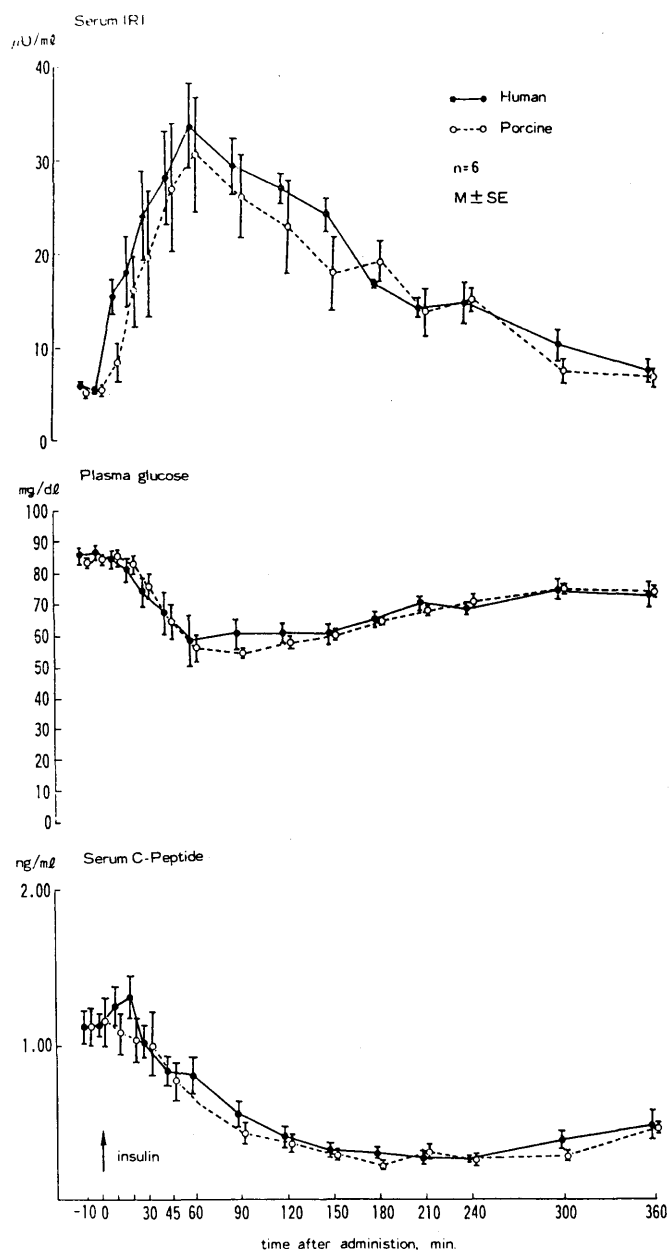 Serum IRI
μU/ml
40
30
20
10
0
Human
Porcine
n=6
M±SE
Plasma glucose
mg/dl
100
90
80
70
60
50
40
30
20
10
0
Serum C-Peptide
ng/ml
2.00
1.00
insulin
-10 0 30 45 60 90 120 150 180 210 240 300 360
time after administion, min.